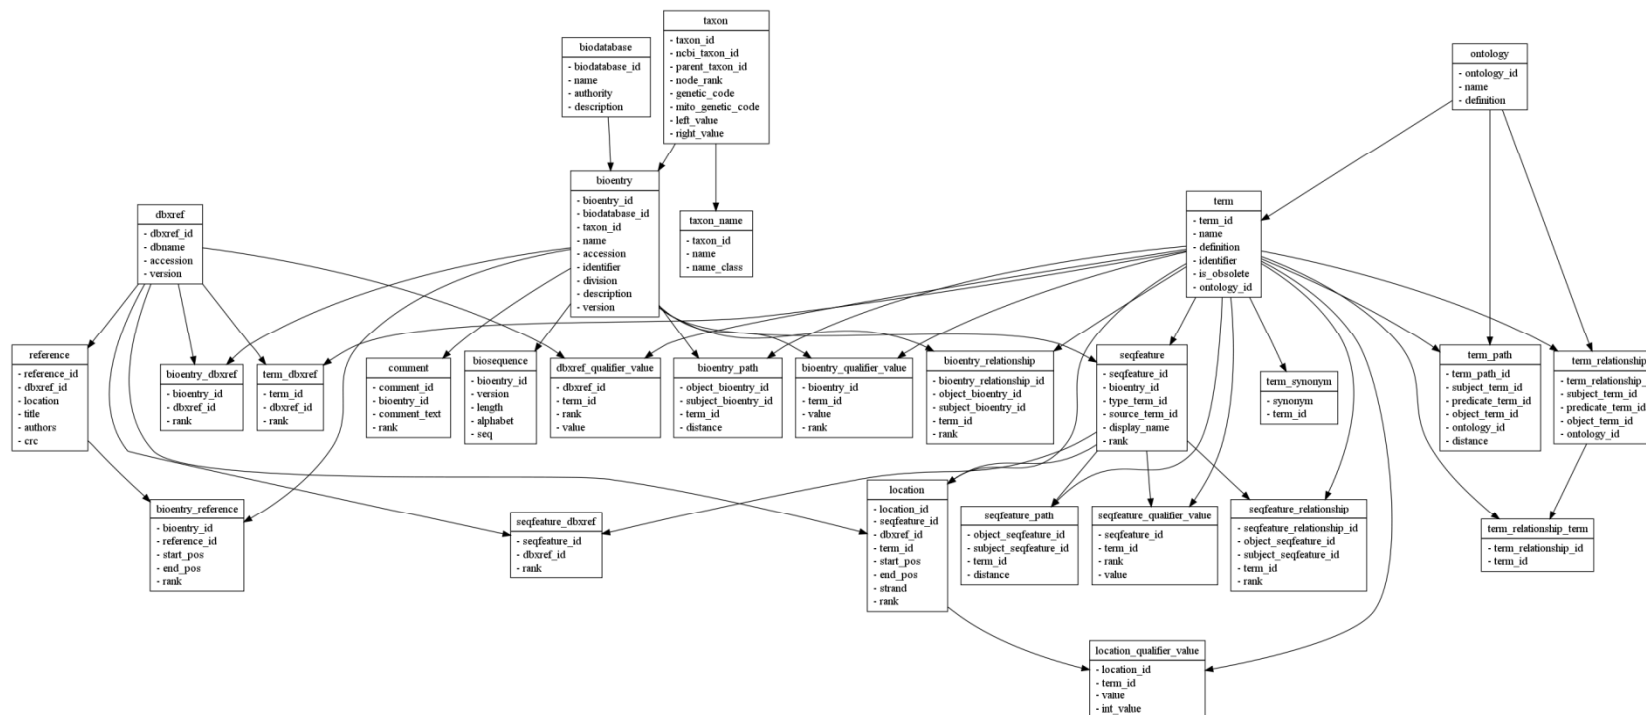 taxon
- taxon_id
- ncbi_taxon_id
- parent_taxon_id
- node_rank
- genetic_code
- mito_genetic_code
- left_value
- right_value
biodatabase
- biodatabase_id
- name
- authority
- description
ontology
- ontology_id
- name
- definition
bioentry
- bioentry_id
- biodatabase_id
- taxon_id
- name
- accession
- identifier
- division
- description
- version
term
- term_id
- name
- definition
- identifier
- is_obsolete
- ontology_id
dbxref
- dbxref_id
- dbname
- accession
- version
taxon_name
- taxon_id
- name
- name_class
reference
- reference_id
- dbxref_id
- location
- title
- authors
- crc
bioentry_dbxref
- bioentry_id
- dbxref_id
- rank
term_dbxref
- term_id
- dbxref_id
- rank
comment
- comment_id
- bioentry_id
- comment_text
- rank
biosequence
- bioentry_id
- version
- length
- alphabet
- seq
dbxref_qualifier_value
- dbxref_id
- term_id
- rank
- value
bioentry_path
- object_bioentry_id
- subject_bioentry_id
- term_id
- distance
bioentry_qualifier_value
- bioentry_id
- term_id
- value
- rank
bioentry_relationship
- bioentry_relationship_id
- object_bioentry_id
- subject_bioentry_id
- term_id
- rank
seqfeature
- seqfeature_id
- bioentry_id
- type_term_id
- source_term_id
- display_name
- rank
term_synonym
- synonym
- term_id
term_path
- term_path_id
- subject_term_id
- predicate_term_id
- object_term_id
- ontology_id
- distance
term_relationship
- term_relationship_id
- subject_term_id
- predicate_term_id
- object_term_id
- ontology_id
bioentry_reference
- bioentry_id
- reference_id
- start_pos
- end_pos
- rank
seqfeature_dbxref
- seqfeature_id
- dbxref_id
- rank
location
- location_id
- seqfeature_id
- dbxref_id
- term_id
- start_pos
- end_pos
- strand
- rank
seqfeature_path
- object_seqfeature_id
- subject_seqfeature_id
- term_id
- distance
seqfeature_qualifier_value
- seqfeature_id
- term_id
- rank
- value
seqfeature_relationship
- seqfeature_relationship_id
- object_seqfeature_id
- subject_seqfeature_id
- term_id
- rank
term_relationship_term
- term_relationship_id
- term_id
location_qualifier_value
- location_id
- term_id
- value
- int_value